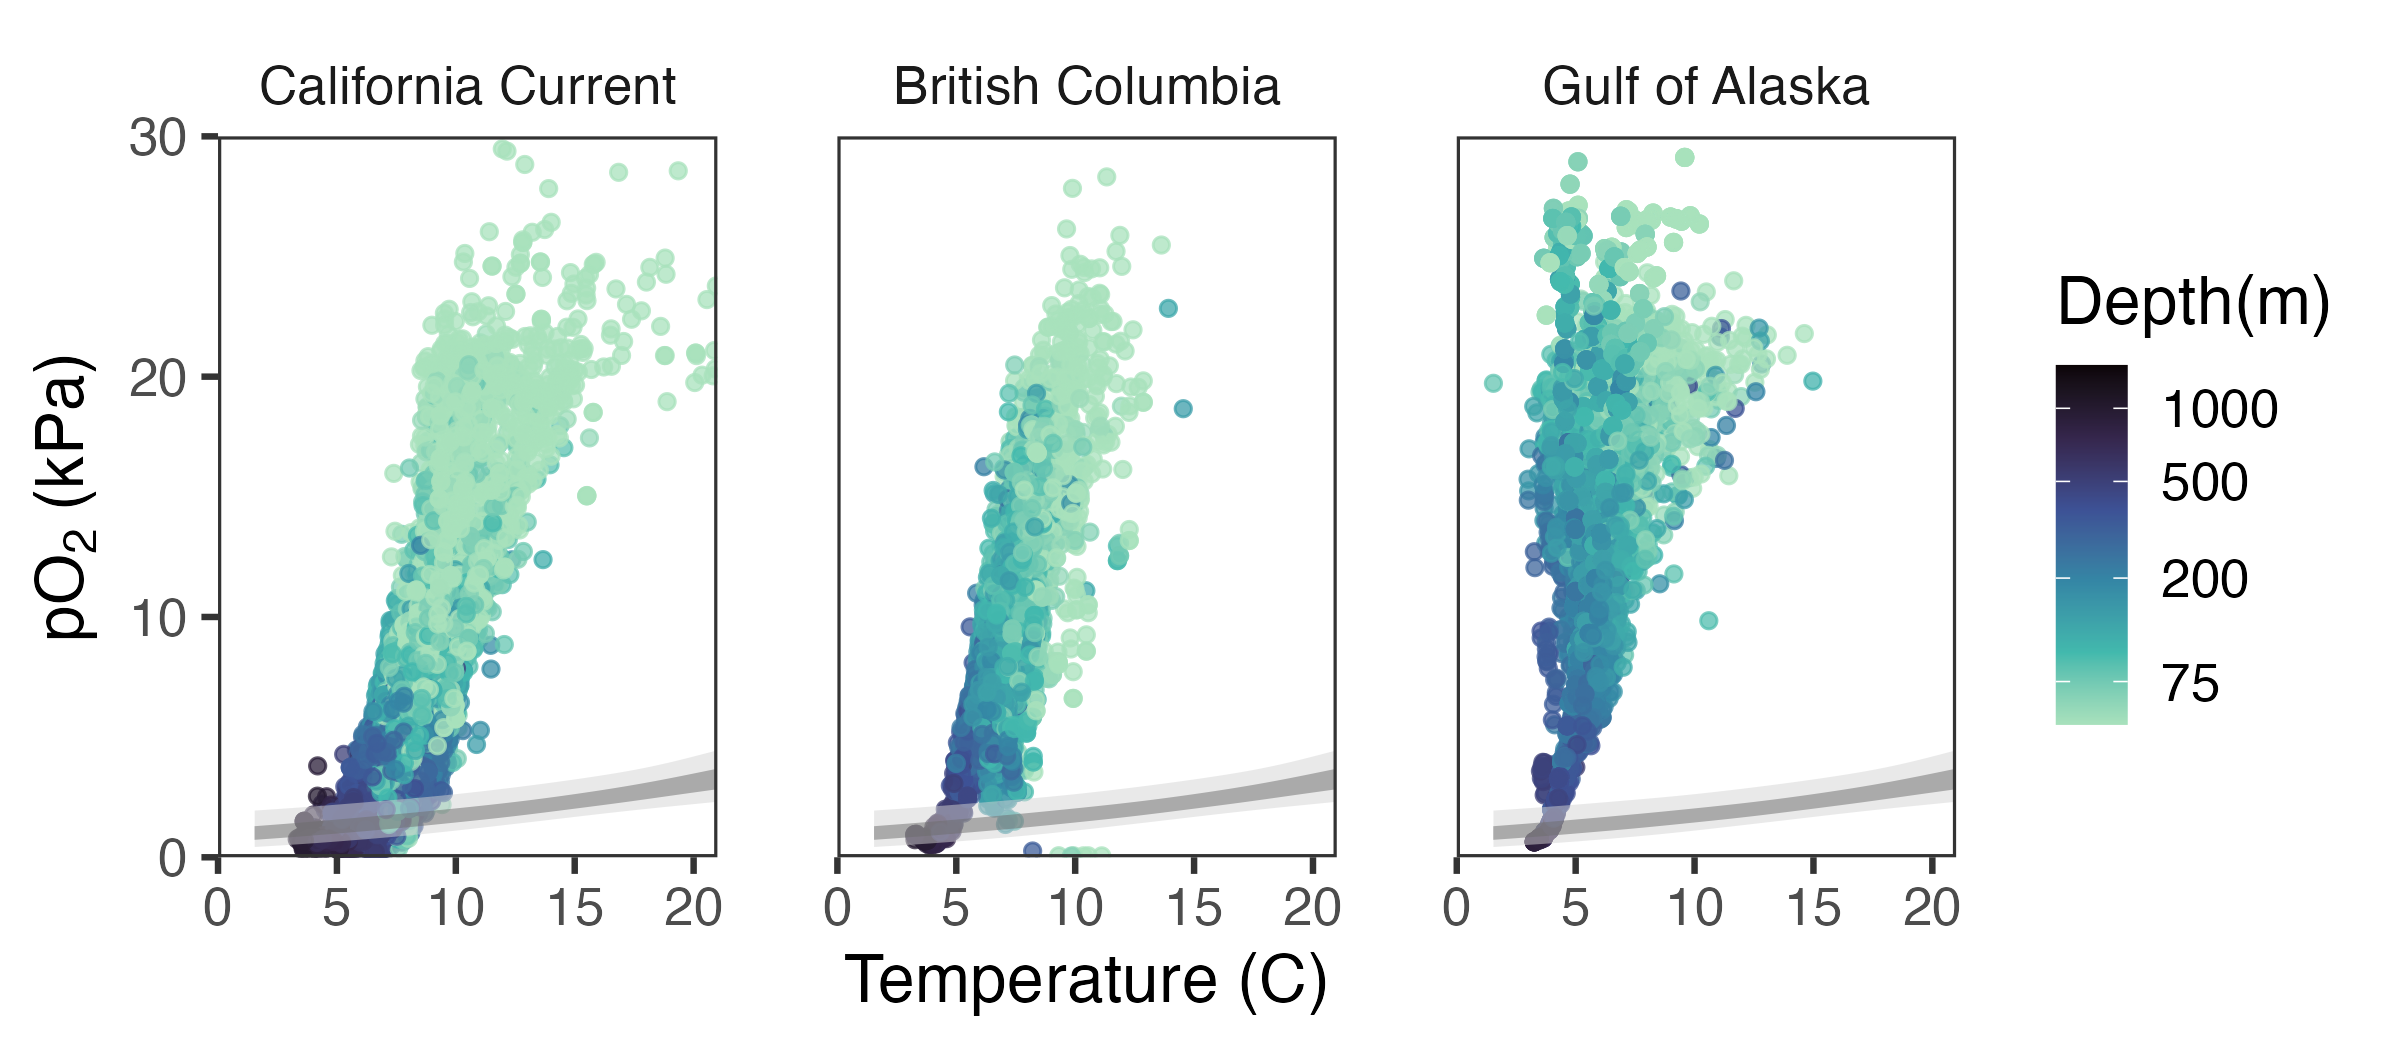 California Current British Columbia Gulf of Alaska
30
20
10
0
pO₂ (kPa)
0 5 10 15 20 0 5 10 15 20 0 5 10 15 20
Temperature (C)
Depth(m)
1000
500
200
75